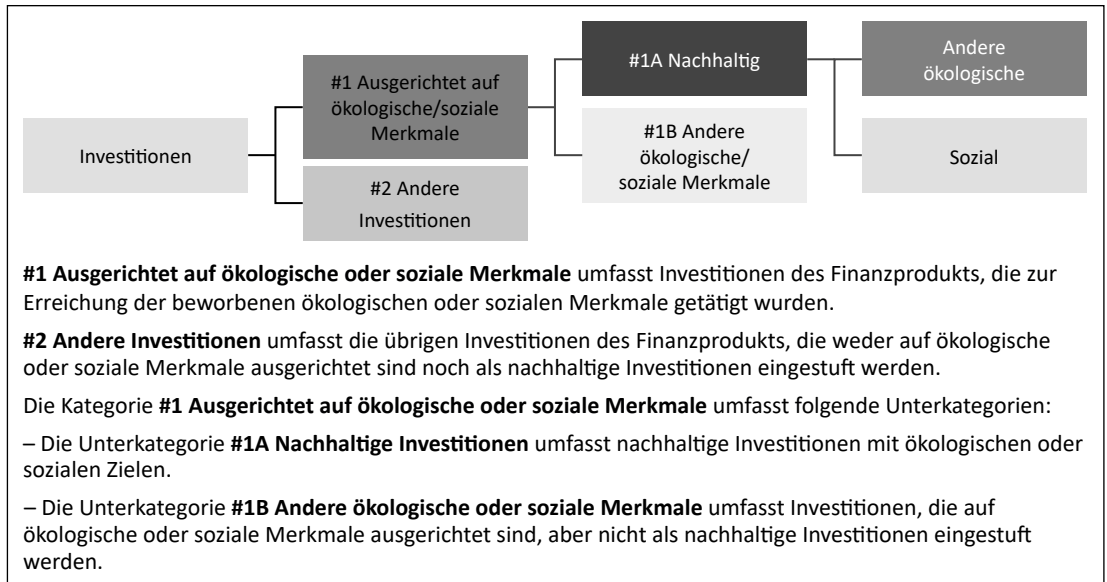 Investitionen
#1 Ausgerichtet auf
ökologische/soziale
Merkmale
#2 Andere
Investitionen
#1A Nachhaltig
#1B Andere
ökologische/
soziale Merkmale
Andere
ökologische
Sozial
#1 Ausgerichtet auf ökologische oder soziale Merkmale umfasst Investitionen des Finanzprodukts, die zur
Erreichung der beworbenen ökologischen oder sozialen Merkmale getätigt wurden.
#2 Andere Investitionen umfasst die übrigen Investitionen des Finanzprodukts, die weder auf ökologische
oder soziale Merkmale ausgerichtet sind noch als nachhaltige Investitionen eingestuft werden.
Die Kategorie #1 Ausgerichtet auf ökologische oder soziale Merkmale umfasst folgende Unterkategorien:
– Die Unterkategorie #1A Nachhaltige Investitionen umfasst nachhaltige Investitionen mit ökologischen oder
sozialen Zielen.
– Die Unterkategorie #1B Andere ökologische oder soziale Merkmale umfasst Investitionen, die auf
ökologische oder soziale Merkmale ausgerichtet sind, aber nicht als nachhaltige Investitionen eingestuft
werden.